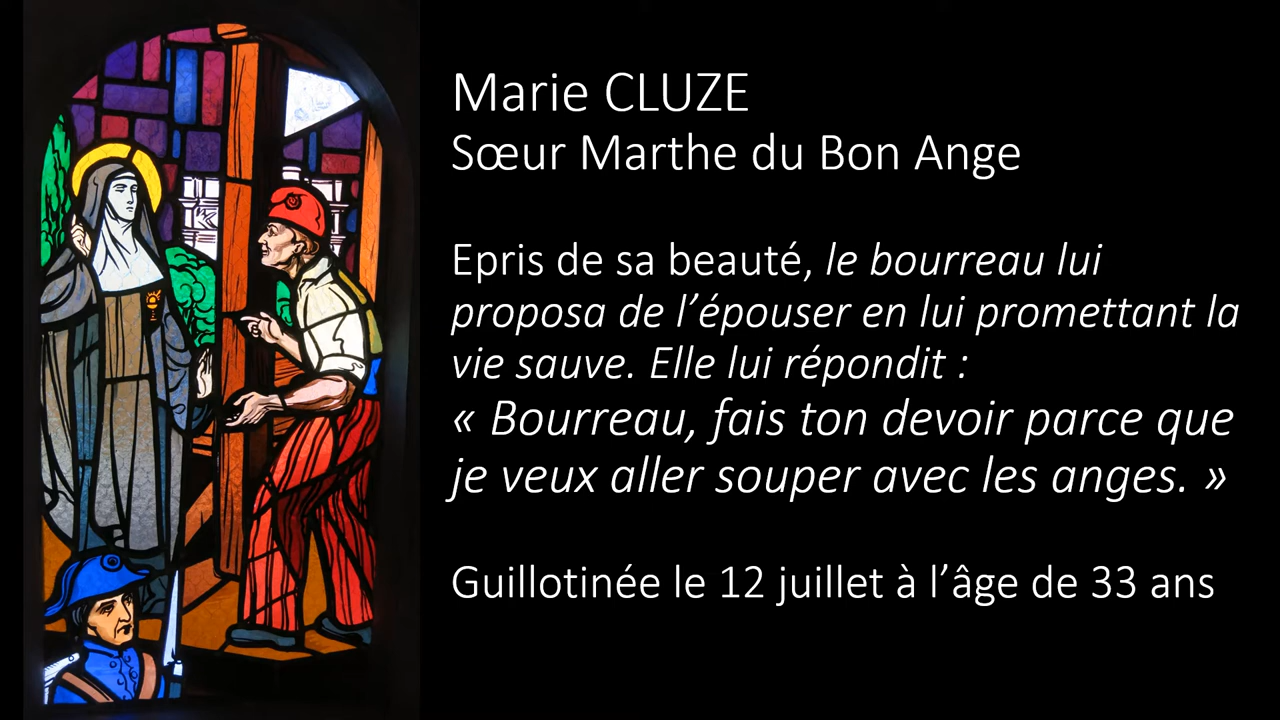 Marie CLUZE
Sœur Marthe du Bon Ange
Epris de sa beauté, le bourreau lui
proposa de l’épouser en lui promettant la
vie sauve. Elle lui répondit :
« Bourreau, fais ton devoir parce que
je veux aller souper avec les anges. »
Guillotinée le 12 juillet à l’âge de 33 ans